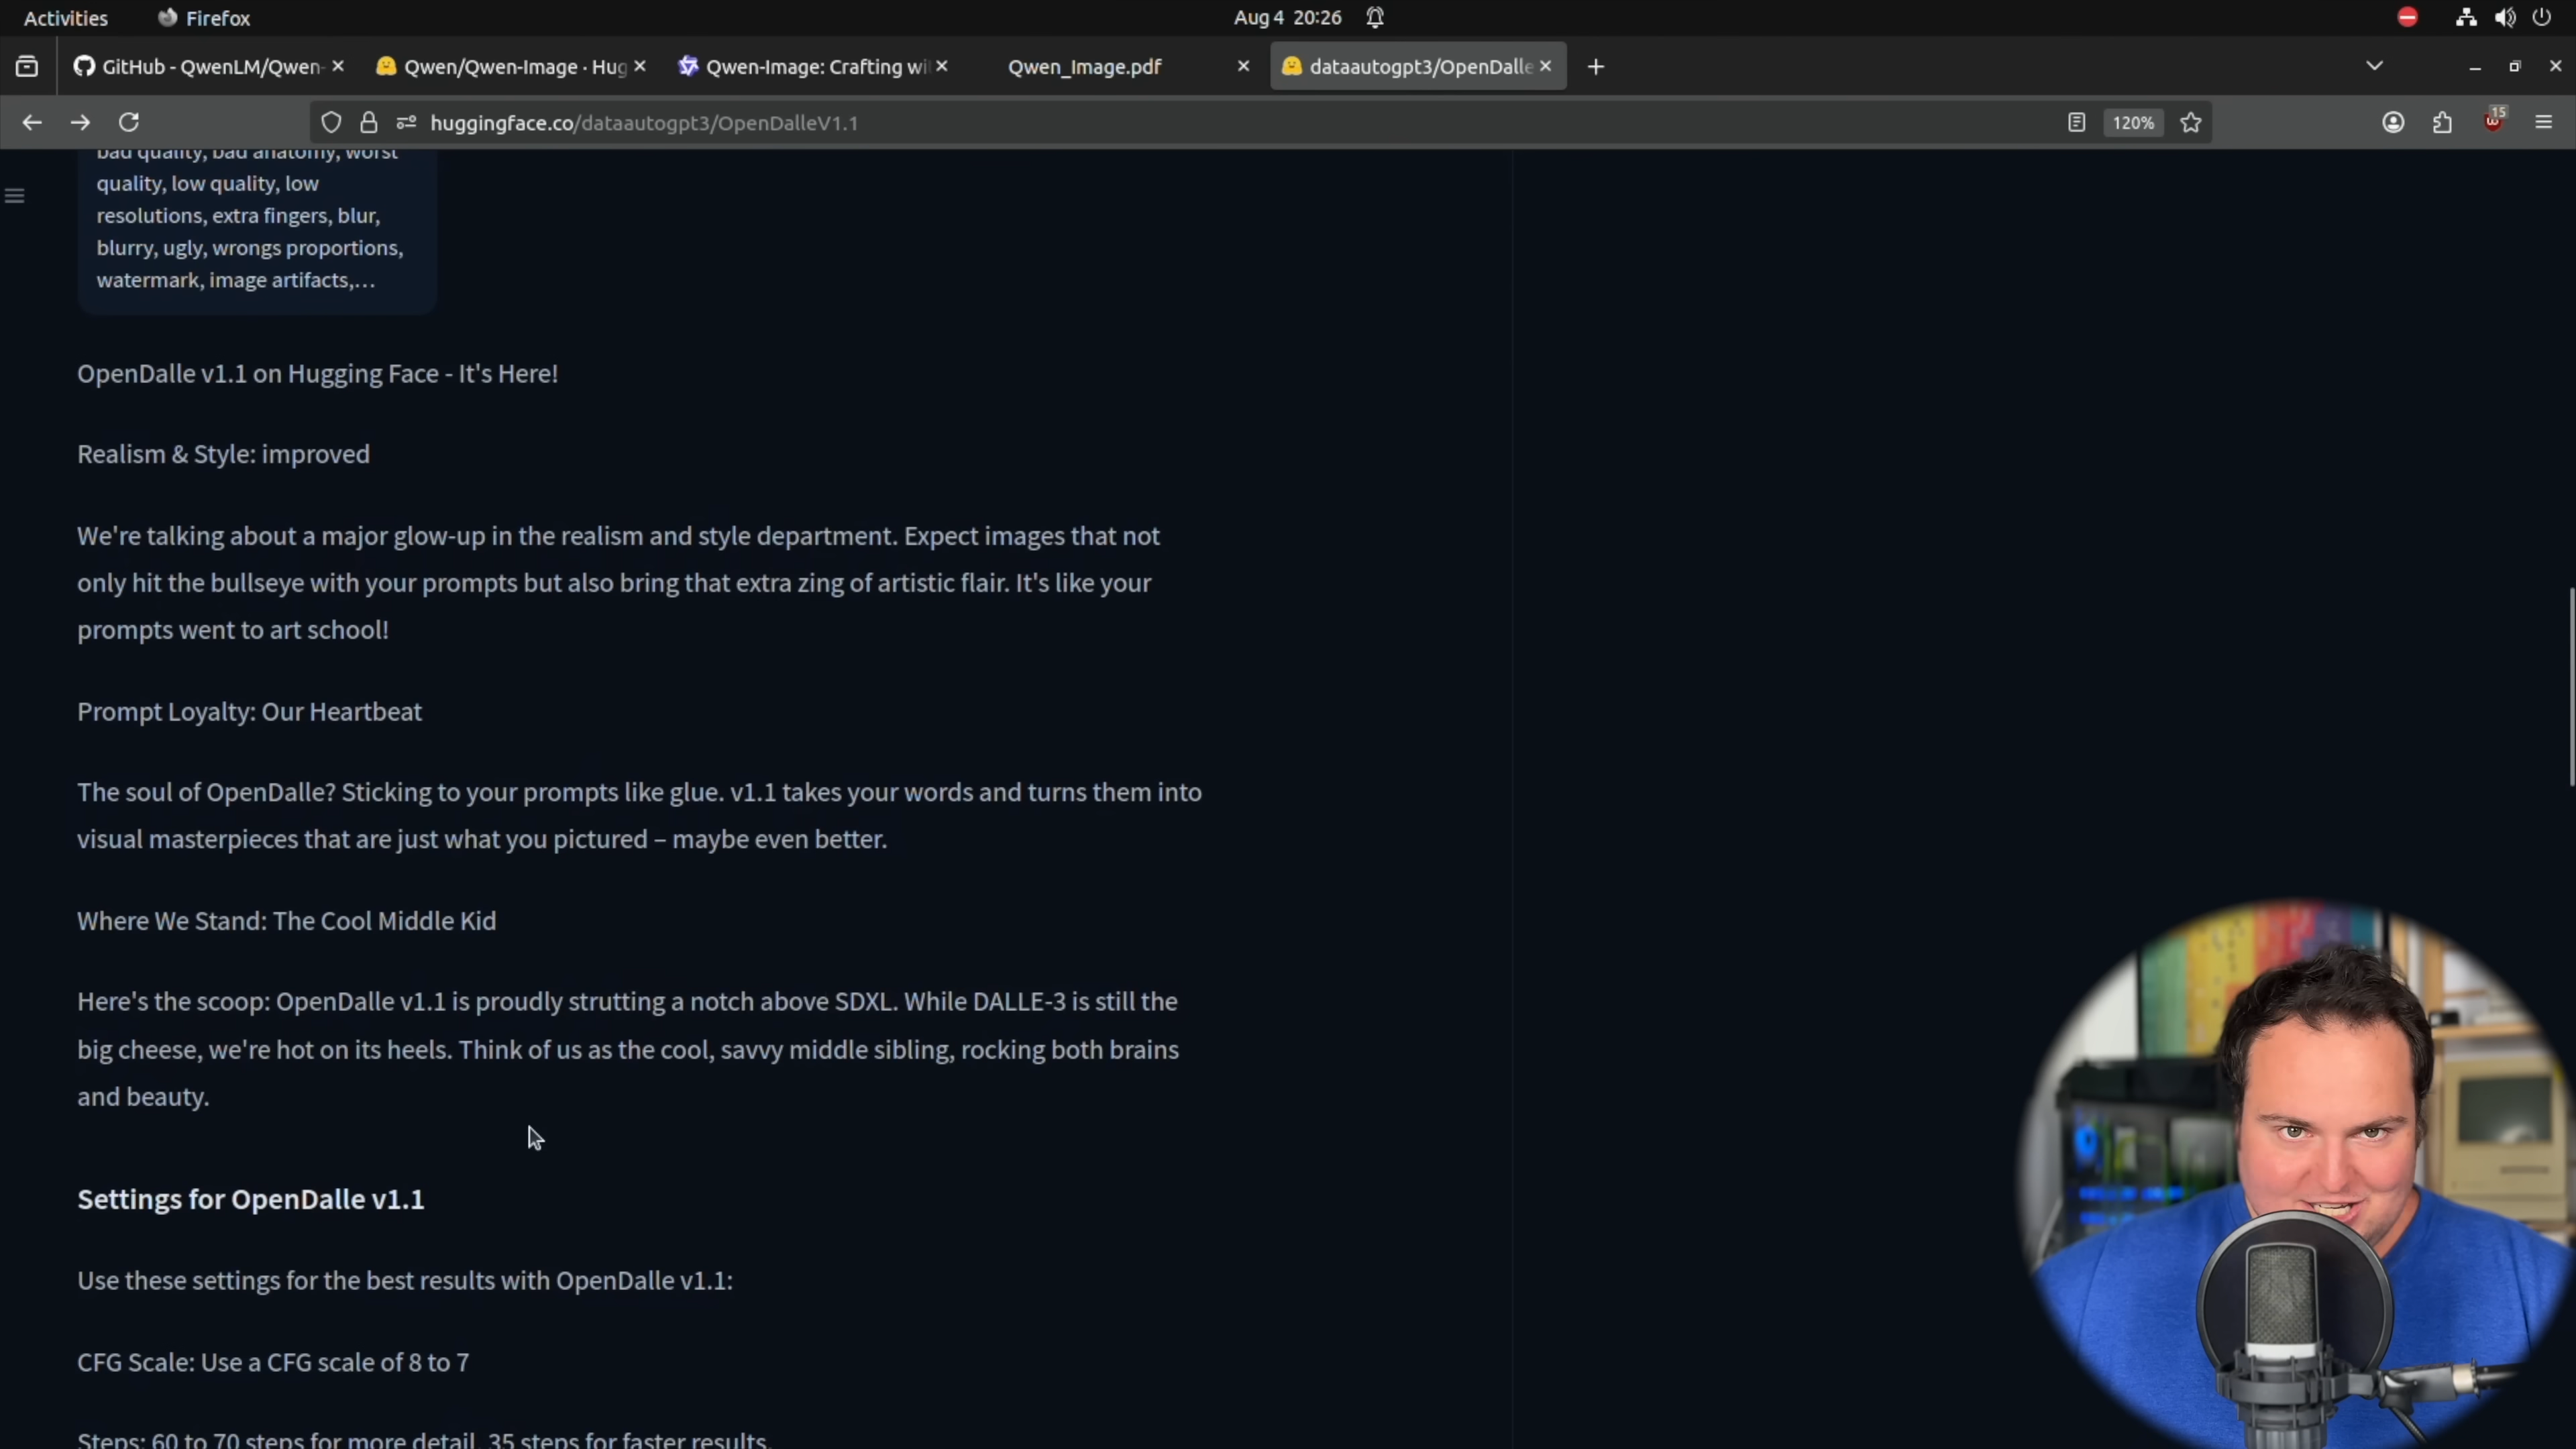 Activities Firefox Aug 4 20:26
GitHub - QwenLM/Qwen- Qwen/Qwen-Image · Hug Qwen-Image: Crafting wi Qwen_Image.pdf dataautogpt3/OpenDalle
huggingface.co/dataautogpt3/OpenDalleV1.1 120% 15
bad quality, bad anatomy, worst
quality, low quality, low
resolutions, extra fingers, blur,
blurry, ugly, wrongs proportions,
watermark, image artifacts,...
OpenDalle v1.1 on Hugging Face - It's Here!
Realism & Style: improved
We're talking about a major glow-up in the realism and style department. Expect images that not
only hit the bullseye with your prompts but also bring that extra zing of artistic flair. It's like your
prompts went to art school!
Prompt Loyalty: Our Heartbeat
The soul of OpenDalle? Sticking to your prompts like glue. v1.1 takes your words and turns them into
visual masterpieces that are just what you pictured – maybe even better.
Where We Stand: The Cool Middle Kid
Here's the scoop: OpenDalle v1.1 is proudly strutting a notch above SDXL. While DALLE-3 is still the
big cheese, we're hot on its heels. Think of us as the cool, savvy middle sibling, rocking both brains
and beauty.
Settings for OpenDalle v1.1
Use these settings for the best results with OpenDalle v1.1:
CFG Scale: Use a CFG scale of 8 to 7
Steps: 60 to 70 steps for more detail, 35 steps for faster results.